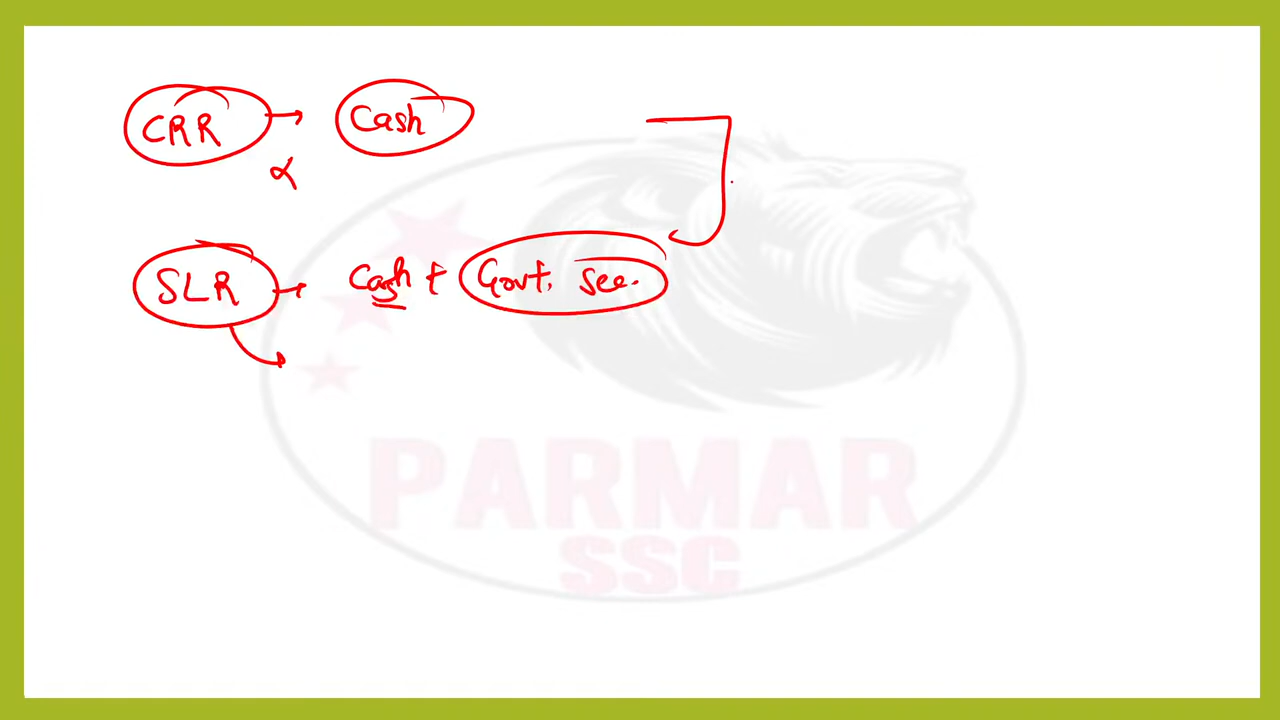 CRR → Cash
α
SLR → Cash + Govt. Sec.
PARMAR
SSC